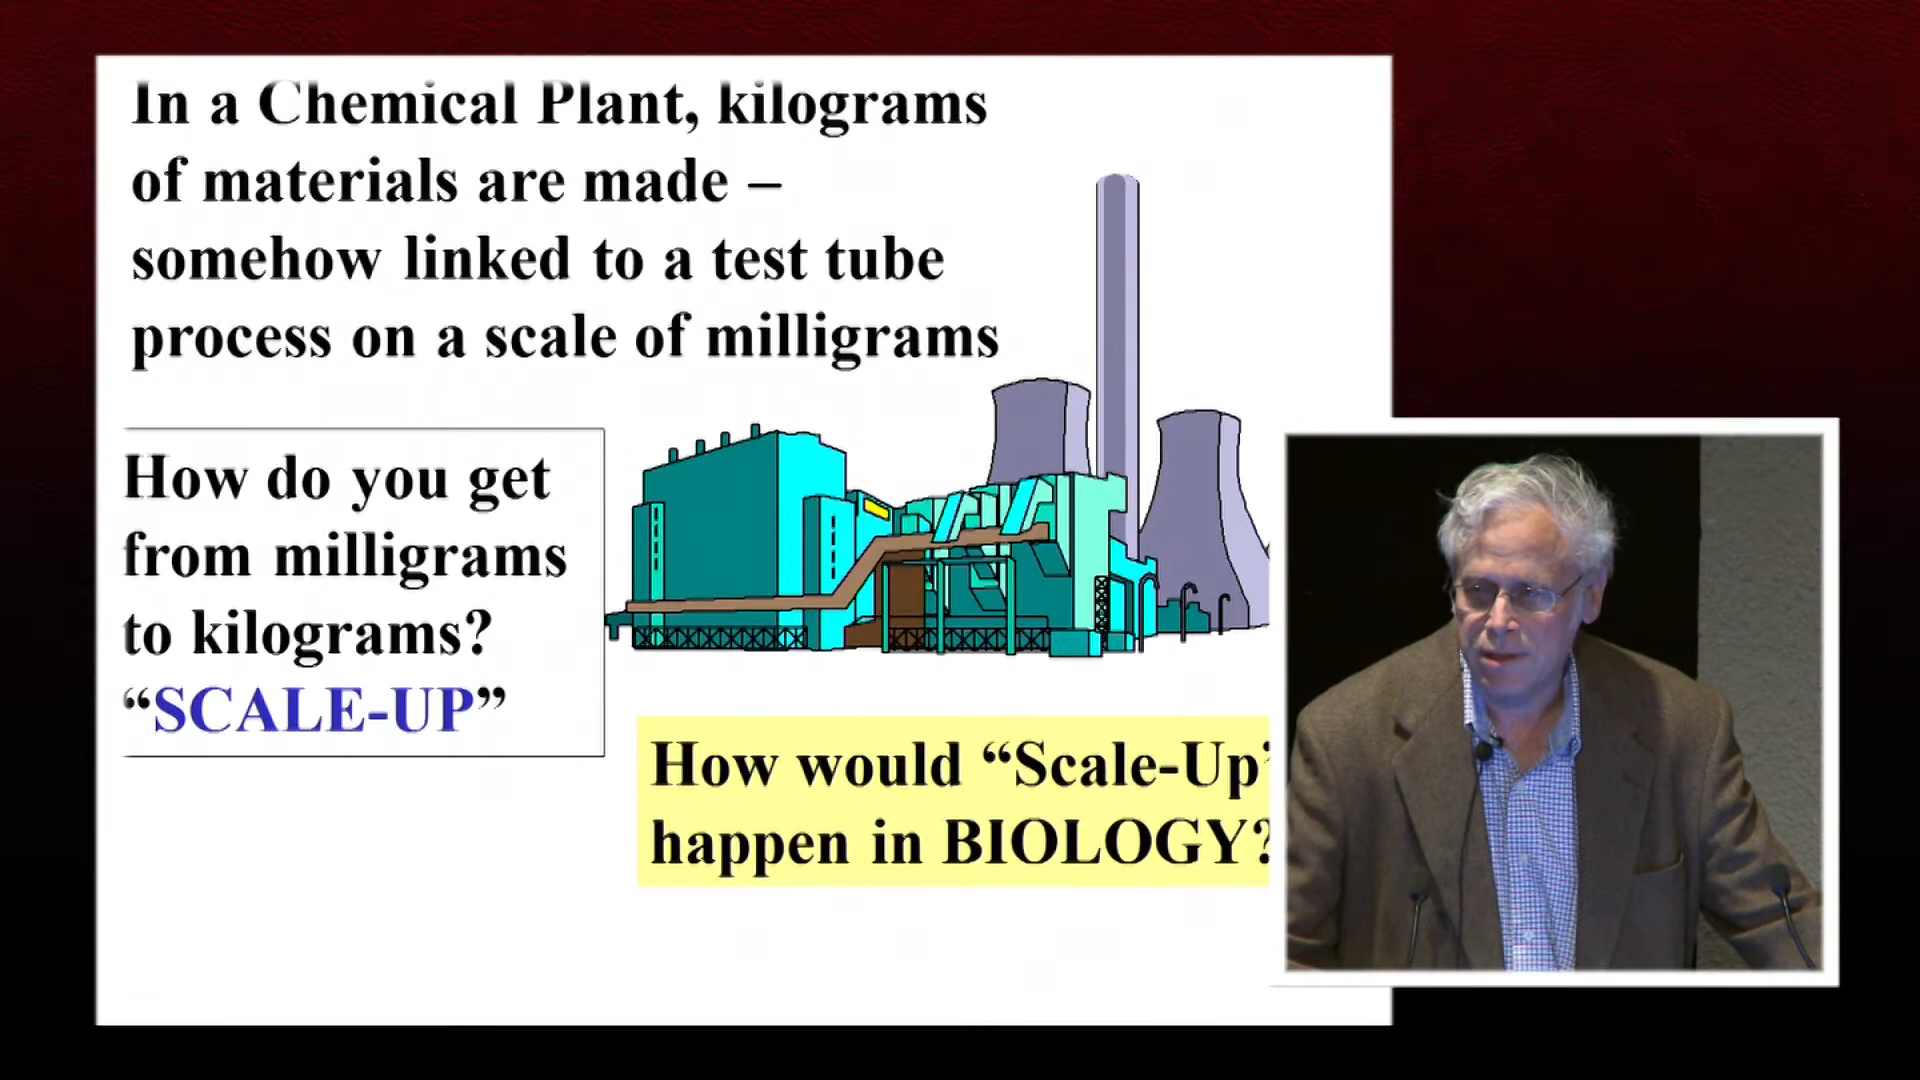 In a Chemical Plant, kilograms
of materials are made –
somehow linked to a test tube
process on a scale of milligrams
How do you get
from milligrams
to kilograms?
“SCALE-UP”
How would “Scale-Up”
happen in BIOLOGY?